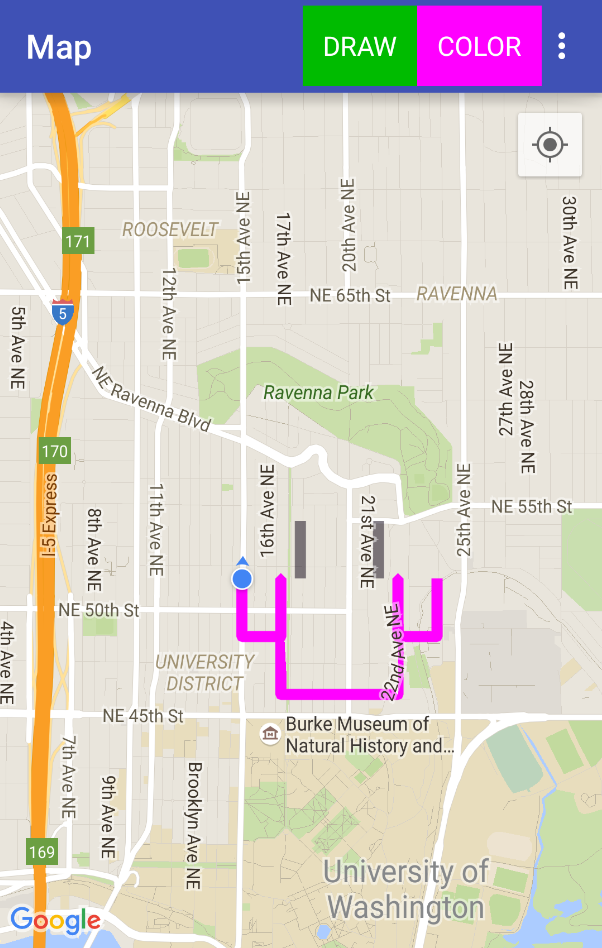 Map
DRAW
COLOR
171
ROOSEVELT
15th Ave NE
17th Ave NE
20th Ave NE
30th Ave NE
12th Ave NE
NE 65th St
RAVENNA
5
5th Ave NE
NE Ravenna Blvd
Ravenna Park
27th Ave NE
28th Ave NE
170
I-5 Express
8th Ave NE
11th Ave NE
16th Ave NE
21st Ave NE
25th Ave NE
NE 55th St
NE 50th St
4th Ave NE
22nd Ave NE
UNIVERSITY
DISTRICT
NE 45th St
Burke Museum of
Natural History and...
7th Ave NE
9th Ave NE
Brooklyn Ave NE
169
University of
Washington
Google